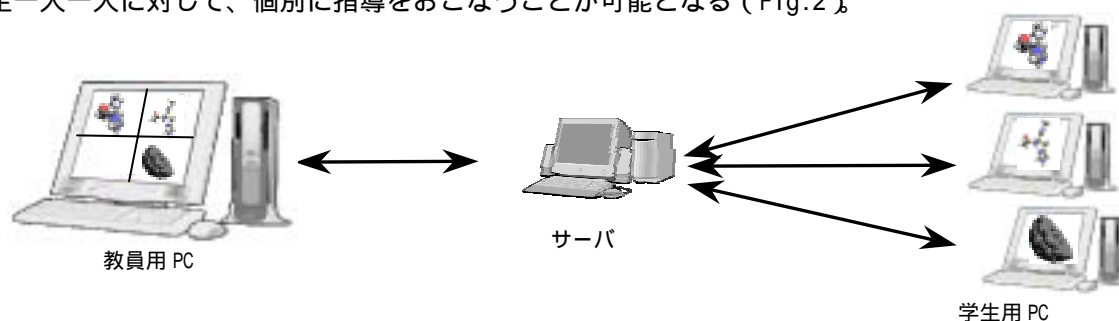 生一人一人に対して、個別に指導をおこなうことが可能となる（Fig.2）。
サーバ
教員用 PC
学生用 PC